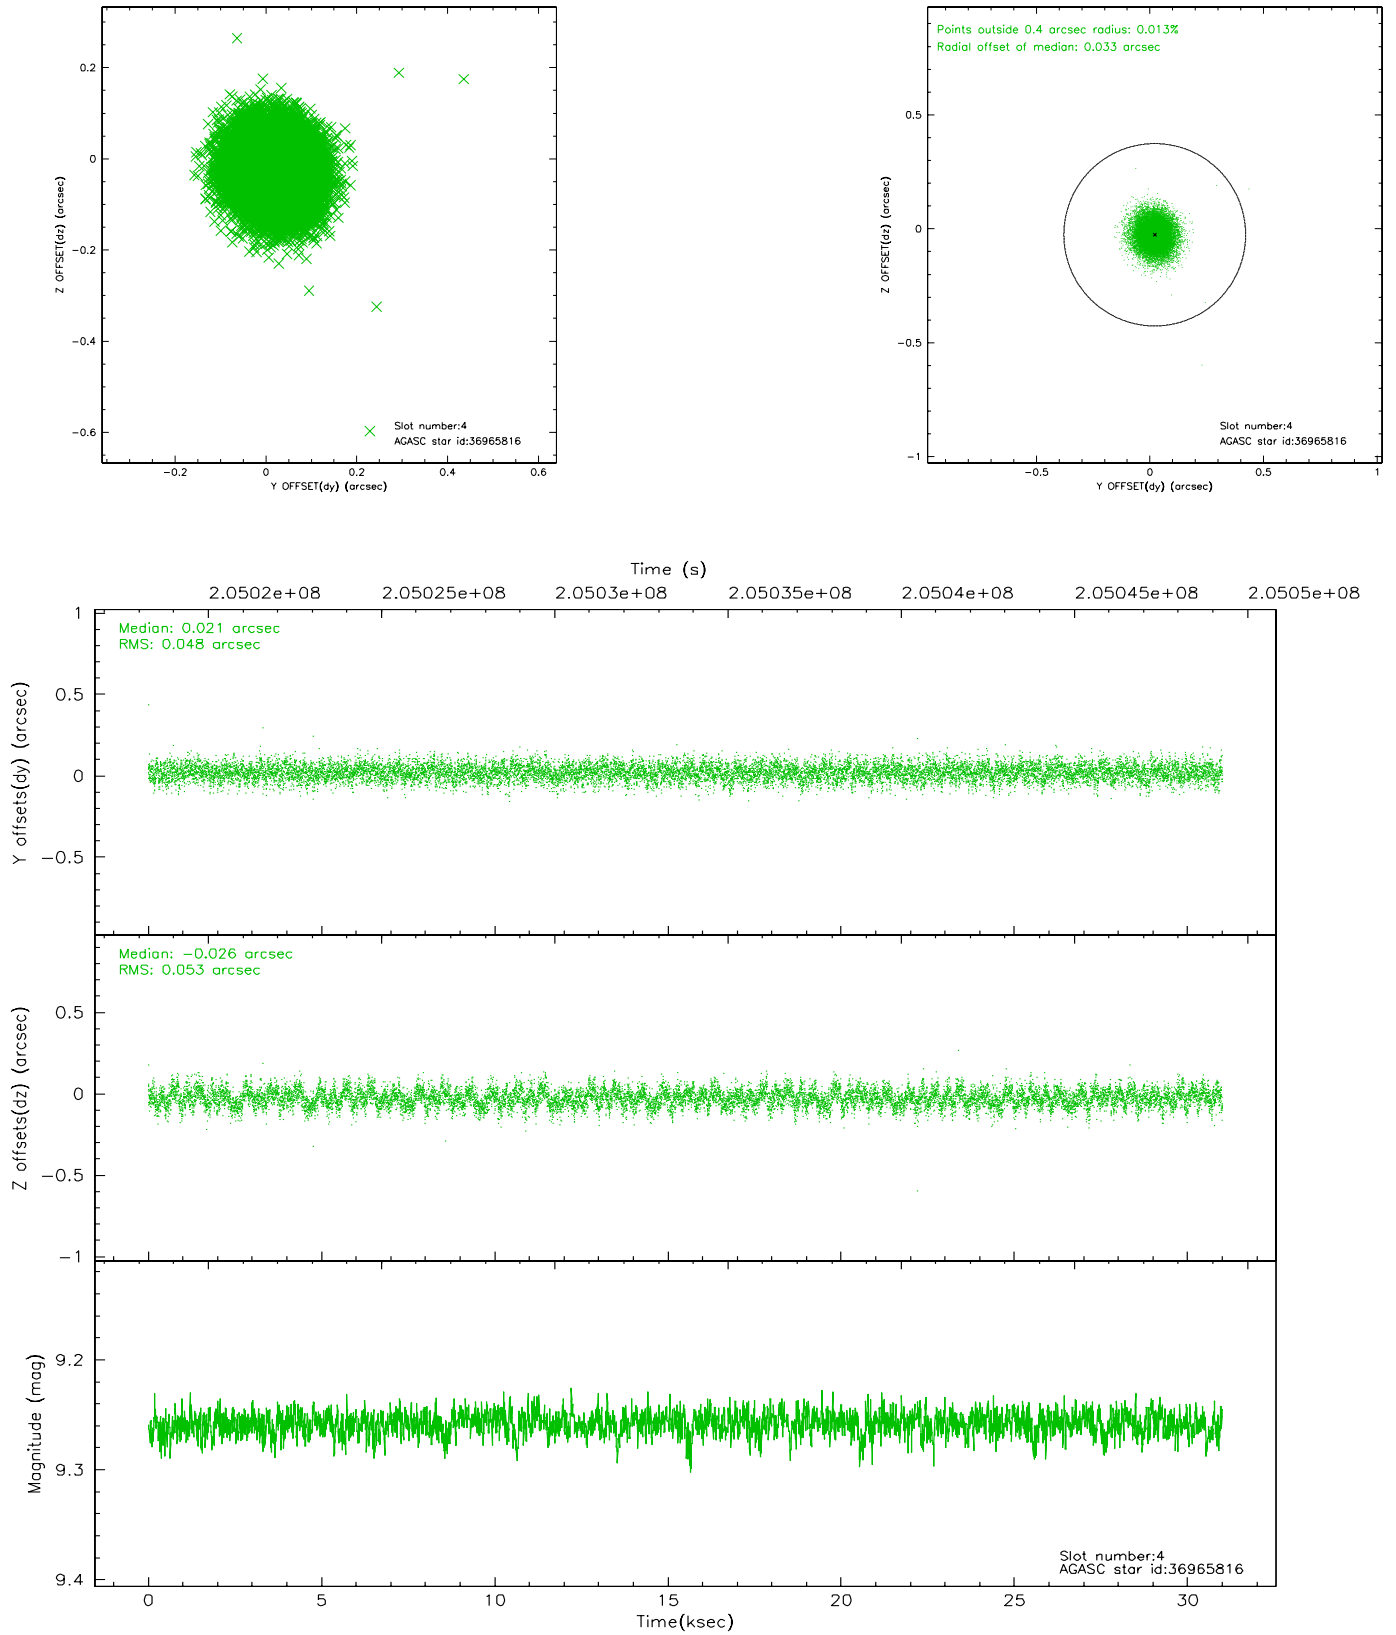 0.2
0
−0.2
−0.4
−0.6
Z OFFSET(dz) (arcsec)
−0.2 0 0.2 0.4 0.6
Y OFFSET(dy) (arcsec)
Slot number:4
AGASC star id:36965816
Points outside 0.4 arcsec radius: 0.013%
Radial offset of median: 0.033 arcsec
0.5
0
−0.5
−1
Z OFFSET(dz) (arcsec)
−0.5 0 0.5 1
Y OFFSET(dy) (arcsec)
Slot number:4
AGASC star id:36965816
Time (s)
2.0502e+08 2.05025e+08 2.0503e+08 2.05035e+08 2.0504e+08 2.05045e+08 2.0505e+08
Median: 0.021 arcsec
RMS: 0.048 arcsec
1
0.5
0
−0.5
Y offsets(dy) (arcsec)
Median: −0.026 arcsec
RMS: 0.053 arcsec
0.5
0
−0.5
−1
Z offsets(dz) (arcsec)
9.2
9.3
9.4
Magnitude (mag)
Slot number:4
AGASC star id:36965816
0 5 10 15 20 25 30
Time(ksec)